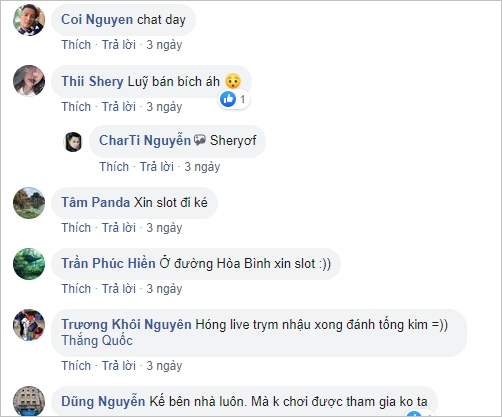 Coi Nguyen chat day
Thích · Trả lời · 3 ngày
Thii Shery Luỹ bán bích áh
1
Thích · Trả lời · 3 ngày
CharTi Nguyễn Sheryof
Thích · Trả lời · 3 ngày
Tâm Panda Xin slot đi ké
Thích · Trả lời · 3 ngày
Trần Phúc Hiền Ở đường Hòa Bình xin slot :))
Thích · Trả lời · 3 ngày
Trương Khôi Nguyên Hóng live trym nhậu xong đánh tống kim =))
Thắng Quốc
Thích · Trả lời · 3 ngày
Dũng Nguyễn Kế bên nhà luôn. Mà k chơi được tham gia ko ta